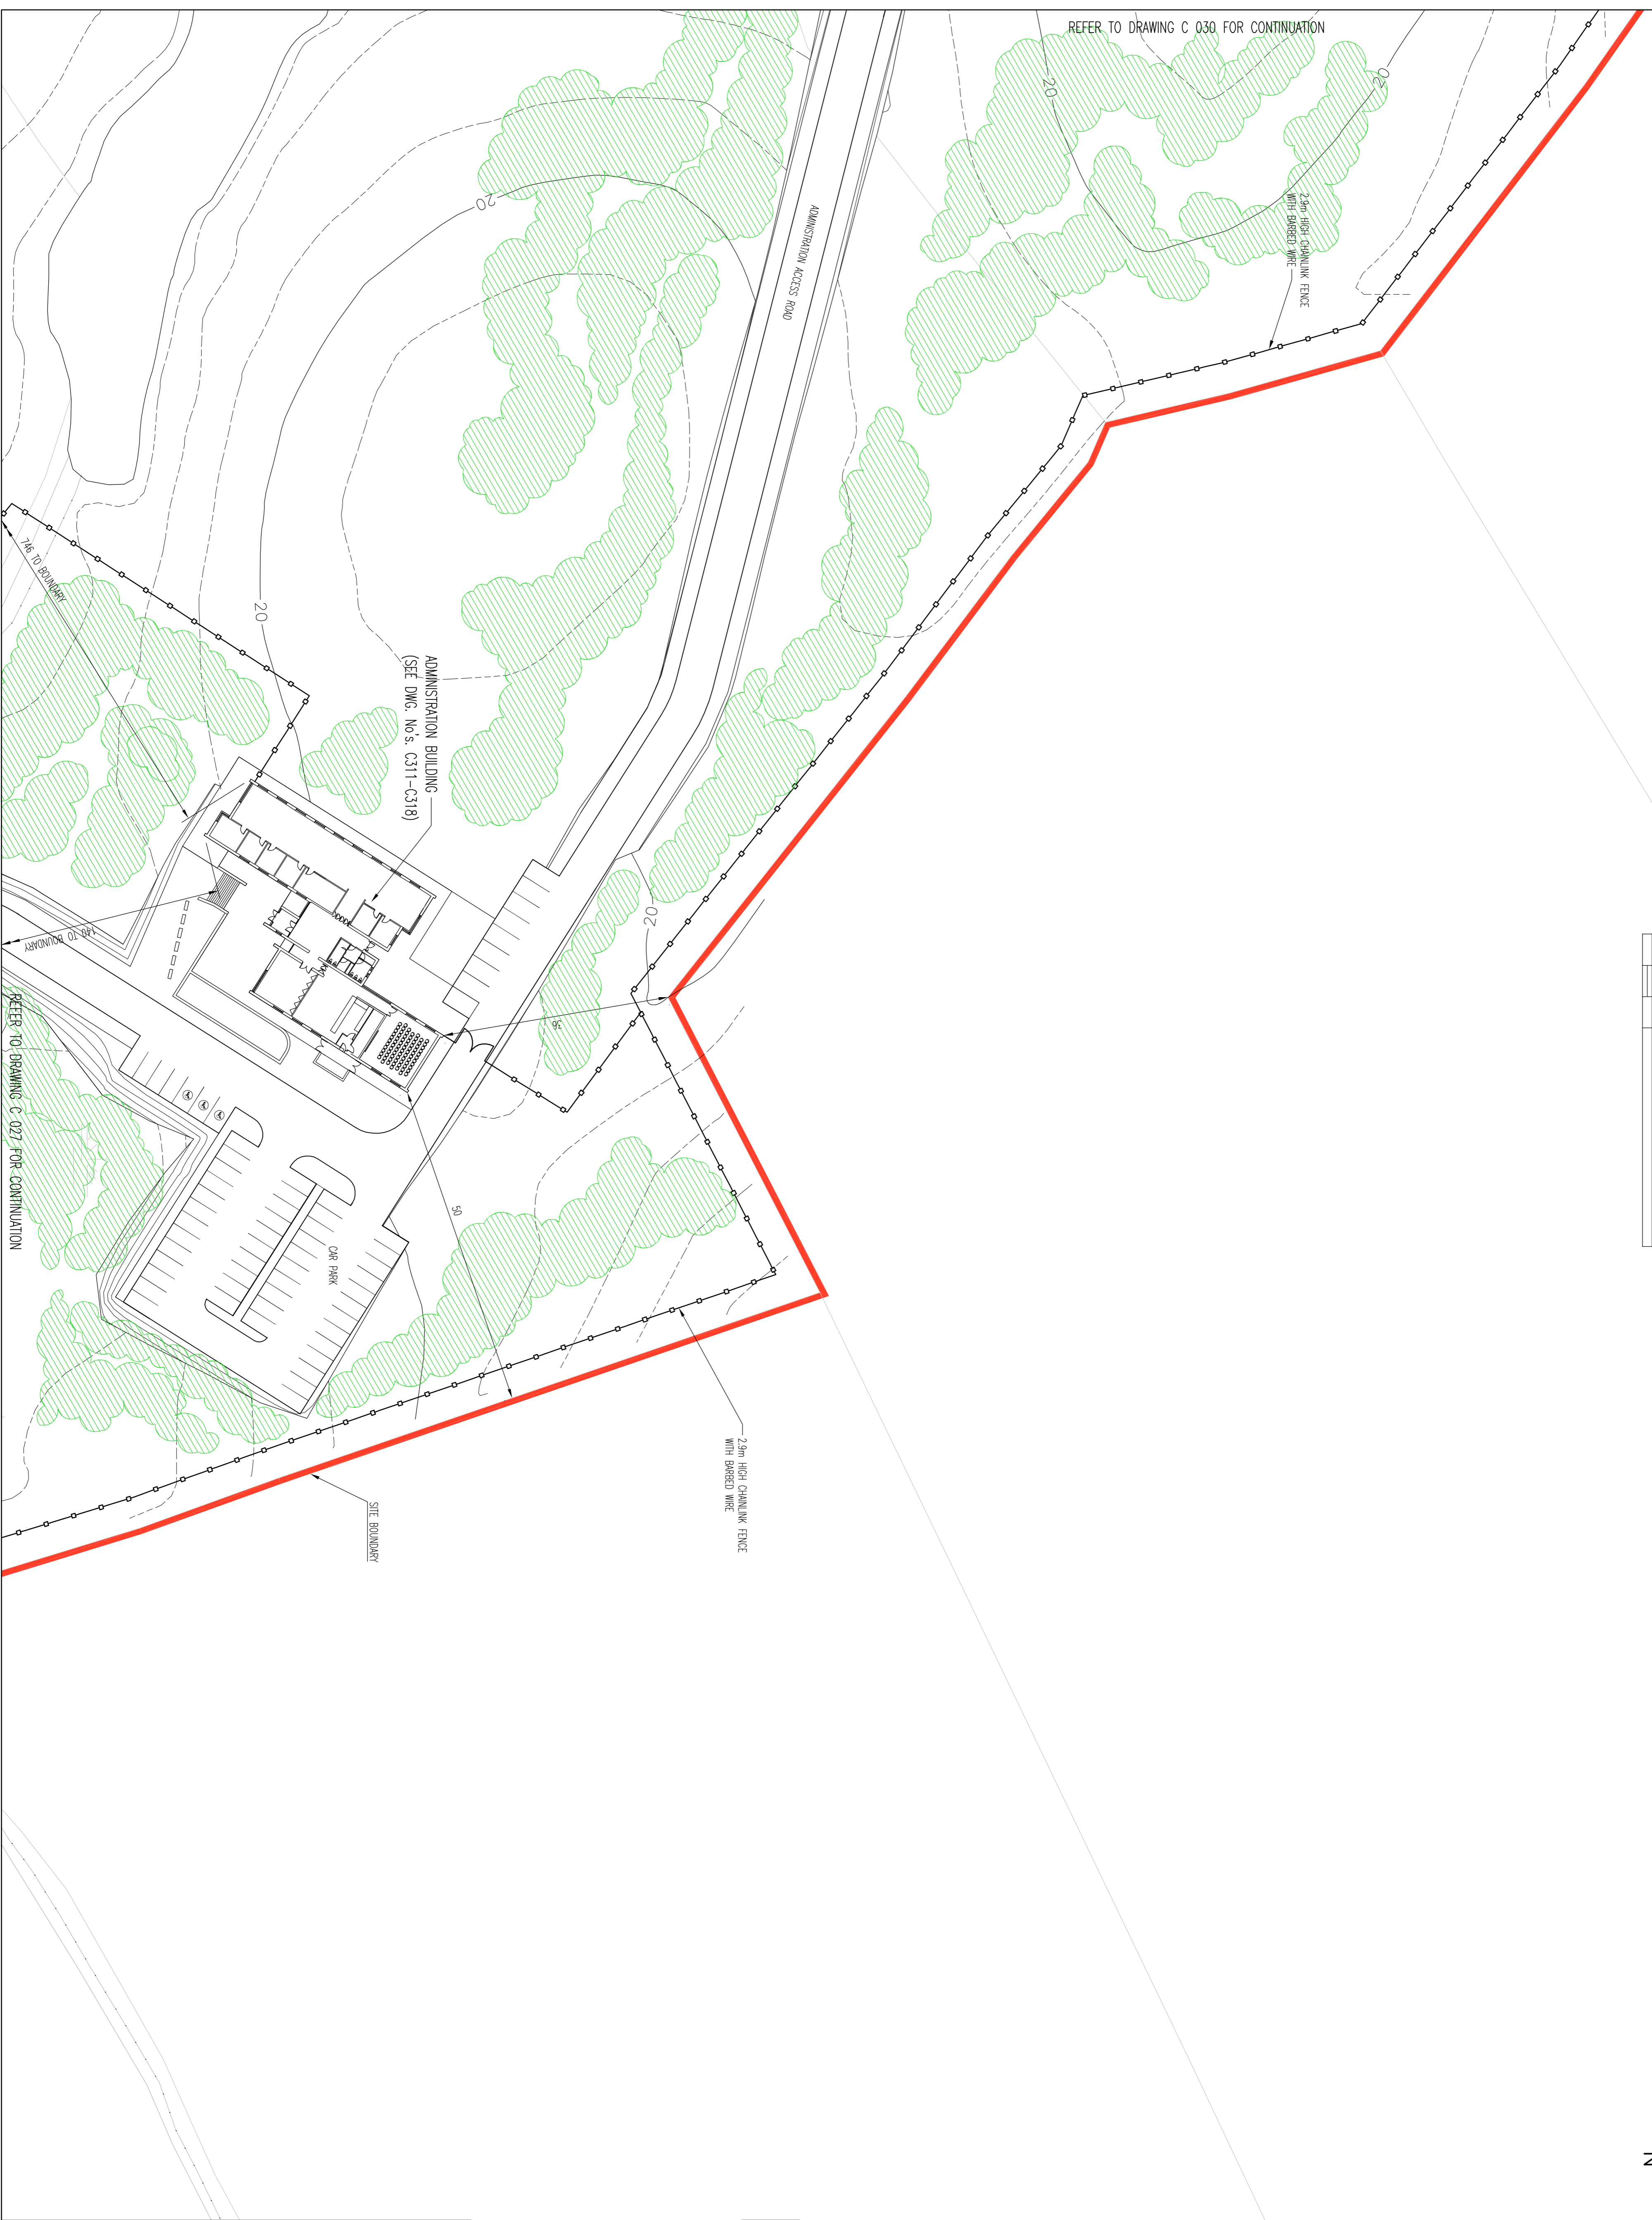 REFER TO DRAWING C 030 FOR CONTINUATION
20
20
2.9m HIGH CHAINLINK FENCE
WITH BARBED WIRE
ADMINISTRATION ACCESS ROAD
20
746 TO BOUNDARY
20
ADMINISTRATION BUILDING
(SEE DWG. No's. C311-C318)
20
140 TO BOUNDARY
36
REFER TO DRAWING C 027 FOR CONTINUATION
50
CAR PARK
2.9m HIGH CHAINLINK FENCE
WITH BARBED WIRE
SITE BOUNDARY
N